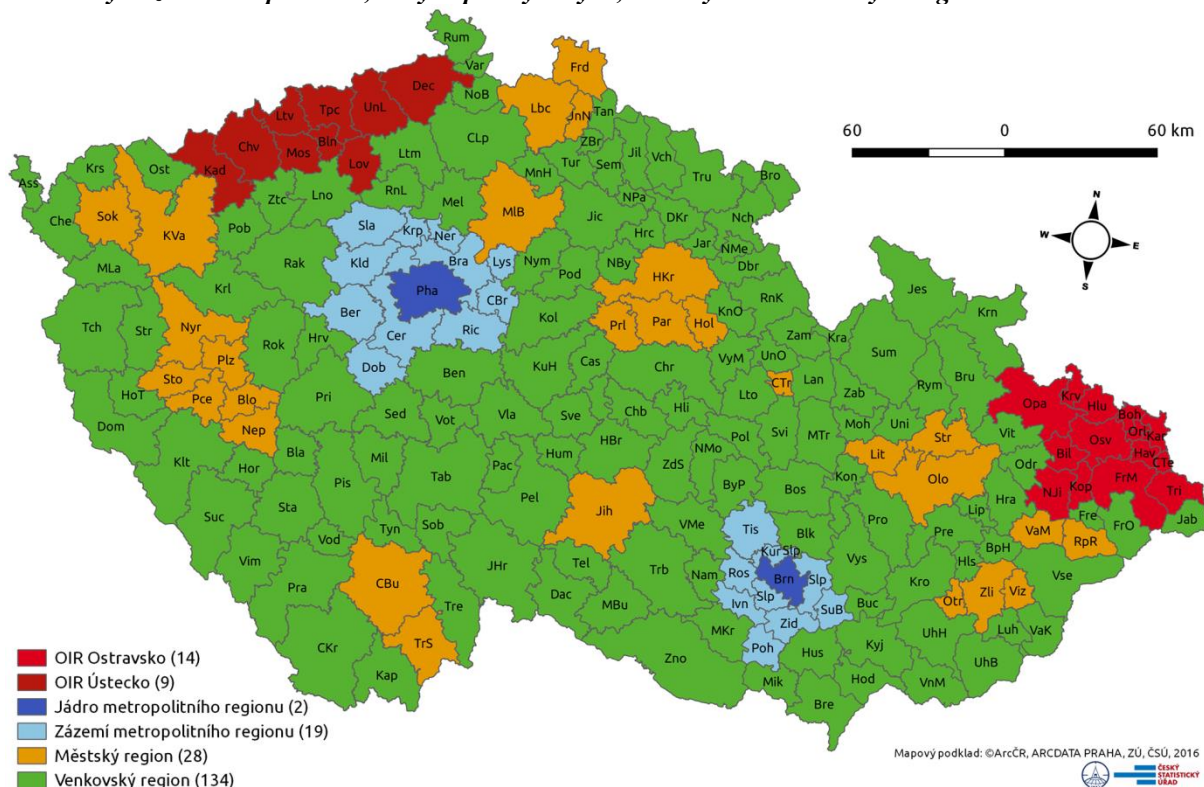 Rum
Var
Frd
Dec
NoB
Lbc
JnN
Tan
Ltv
Tpc
UnL
CLp
ZBr
Chv
Mos
Bln
Lov
Ltm
MnH
Tur
Sem
Jil
Vch
Tru
Bro
60
0
60 km
Ass
Krs
Ost
Kad
Ztc
Lno
RnL
Mel
MlB
Jic
NPa
DKr
Nch
Che
Sok
KVa
Pob
Sla
Krp
Ner
Hrc
Jar
NMe
MLa
Rak
Kld
Bra
Lys
Nym
Pod
NBy
HKr
Dbr
N
W
E
S
Krl
Pha
CBr
RnK
Jes
Krn
Tch
Str
Nyr
Rok
Hrv
Ber
Cer
Ric
Kol
Prl
Par
Hol
KnO
Zam
Kra
Sum
Rym
Bru
Plz
Dob
Ben
KuH
Cas
Chr
VyM
UnO
CTr
Lan
Zab
HoT
Sto
Pce
Blo
Nep
Pri
Lto
Opa
Krv
Hlu
Boh
Orl
Kar
Dom
Sed
Vot
Vla
Sve
Chb
Hli
Pol
Svi
MTr
Moh
Uni
Str
Vit
Bil
Osv
Hav
CTe
Klt
Hor
Bla
Mil
Tab
Pac
Hum
HBr
ZdS
NMo
ByP
Bos
Kon
Lit
Olo
Odr
NJi
Kop
FrM
Tri
Suc
Sta
Pis
Pel
Jih
VMe
Tis
Blk
Pro
Pre
Lip
Hra
Fre
FrO
Jab
Vim
Vod
Tyn
Sob
JHr
Tel
Trb
Nam
Ros
Kur
Slp
Brn
Slp
Vys
Kro
Hls
BpH
VaM
RpR
Vse
Pra
CBu
Tre
Dac
MBu
Ivn
Slp
SuB
Buc
Otr
Zli
Viz
CKr
TrS
MKr
Zid
Poh
Hus
Kyj
UhH
Luh
VaK
Kap
Zno
Mik
Bre
Hod
VnM
UhB
OIR Ostravsko (14)
OIR Ústecko (9)
Jádro metropolitního regionu (2)
Zázemí metropolitního regionu (19)
Městský region (28)
Venkovský region (134)
Mapový podklad: ©ArcČR, ARCDATA PRAHA, ZÚ, ČSÚ, 2016
ČESKÝ
STATISTICKÝ
ÚŘAD